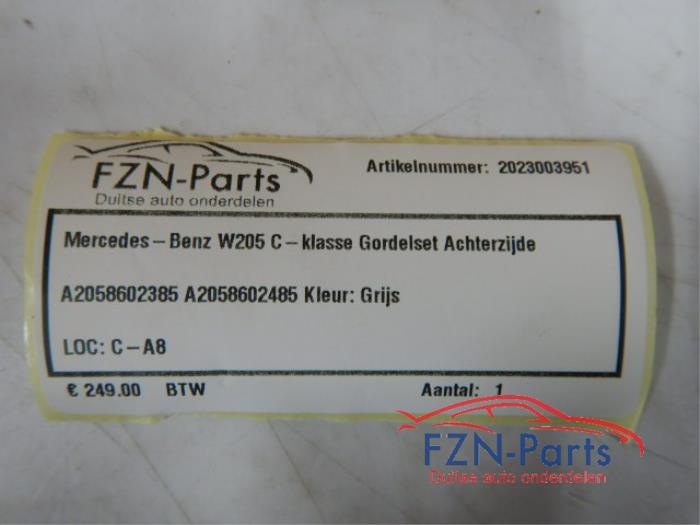 FZN-Parts
Duitse auto onderdelen
Artikelnummer: 2023003951
Mercedes-Benz W205 C-klasse Gordelset Achterzijde
A2058602385 A2058602485 Kleur: Grijs
LOC: C-A8
€ 249.00 BTW
Aantal: 1
FZN-Parts
Duitse auto onderdelen